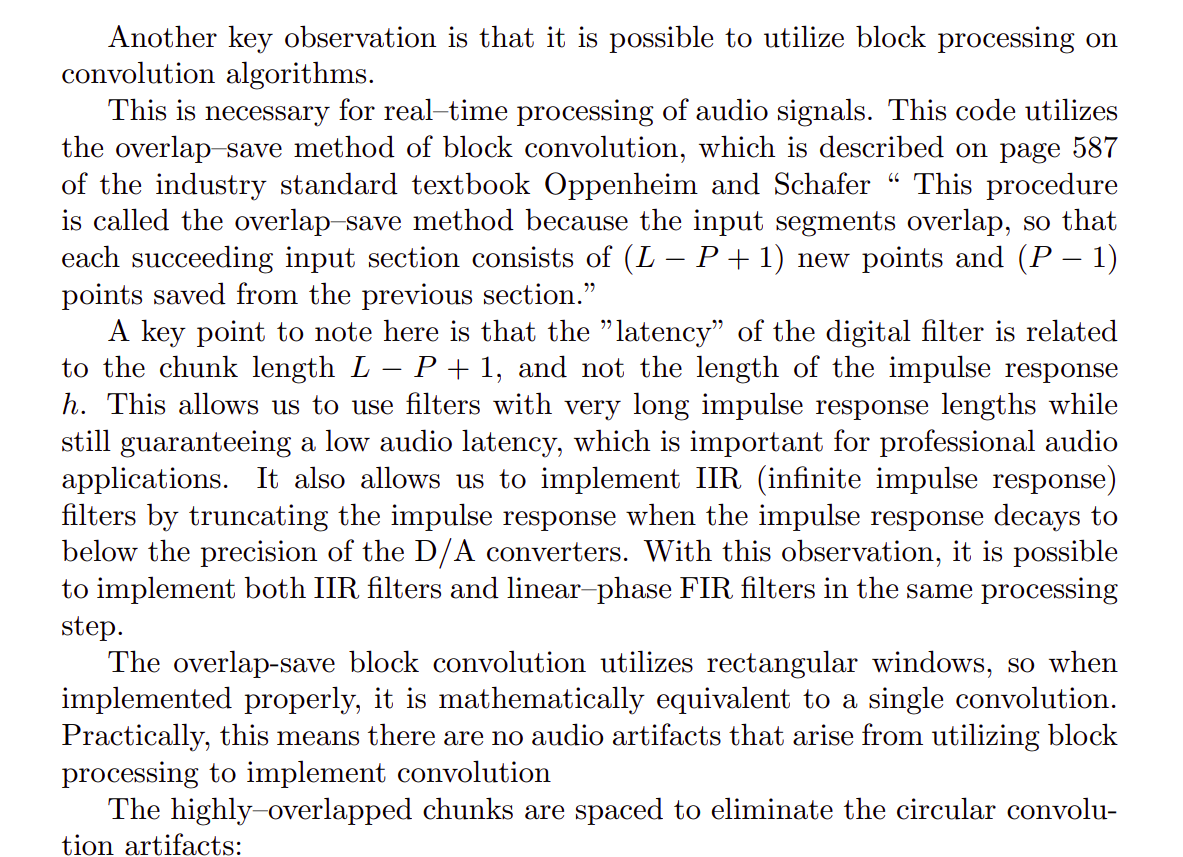 Another key observation is that it is possible to utilize block processing on
convolution algorithms.
This is necessary for real–time processing of audio signals. This code utilizes
the overlap–save method of block convolution, which is described on page 587
of the industry standard textbook Oppenheim and Schafer “ This procedure
is called the overlap–save method because the input segments overlap, so that
each succeeding input section consists of (L − P + 1) new points and (P − 1)
points saved from the previous section.”
A key point to note here is that the ”latency” of the digital filter is related
to the chunk length L − P + 1, and not the length of the impulse response
h. This allows us to use filters with very long impulse response lengths while
still guaranteeing a low audio latency, which is important for professional audio
applications. It also allows us to implement IIR (infinite impulse response)
filters by truncating the impulse response when the impulse response decays to
below the precision of the D/A converters. With this observation, it is possible
to implement both IIR filters and linear–phase FIR filters in the same processing
step.
The overlap-save block convolution utilizes rectangular windows, so when
implemented properly, it is mathematically equivalent to a single convolution.
Practically, this means there are no audio artifacts that arise from utilizing block
processing to implement convolution
The highly–overlapped chunks are spaced to eliminate the circular convolu-
tion artifacts: